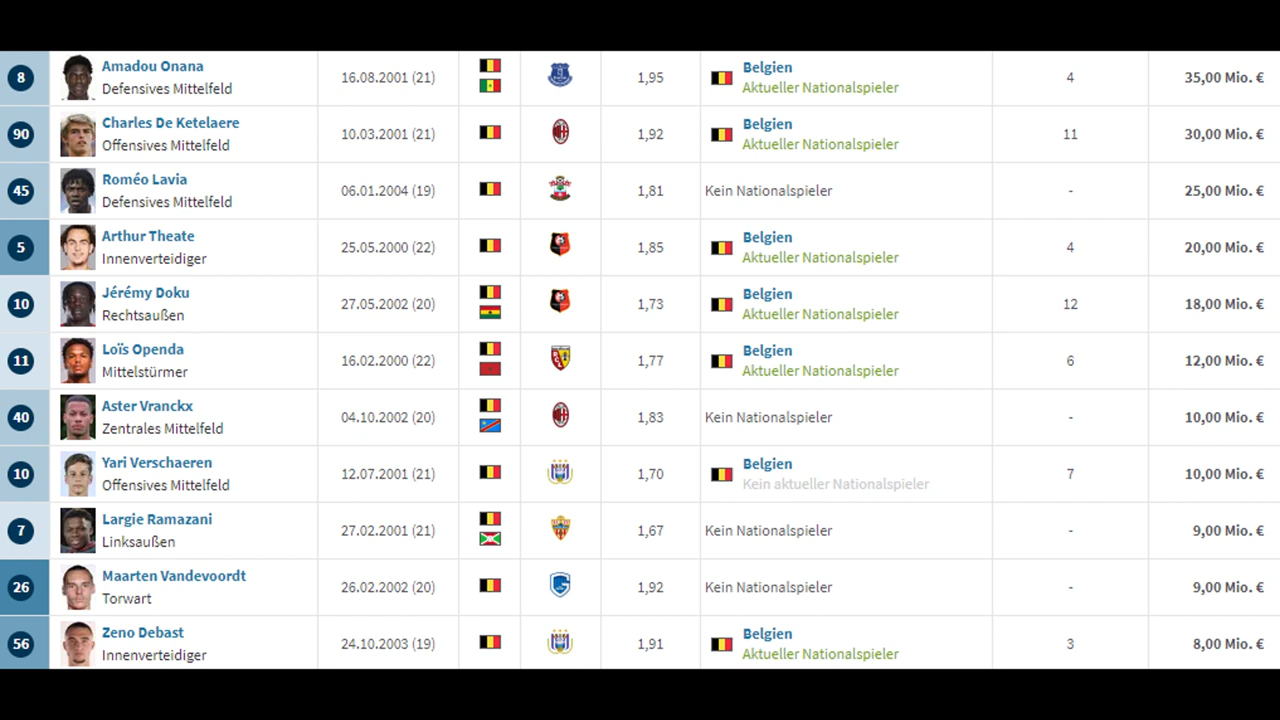 8 Amadou Onana 16.08.2001 (21) 1,95 Belgien 4 35,00 Mio. €
Defensives Mittelfeld Aktueller Nationalspieler
90 Charles De Ketelaere 10.03.2001 (21) 1,92 Belgien 11 30,00 Mio. €
Offensives Mittelfeld Aktueller Nationalspieler
45 Roméo Lavia 06.01.2004 (19) 1,81 Kein Nationalspieler - 25,00 Mio. €
Defensives Mittelfeld
5 Arthur Theate 25.05.2000 (22) 1,85 Belgien 4 20,00 Mio. €
Innenverteidiger Aktueller Nationalspieler
10 Jérémy Doku 27.05.2002 (20) 1,73 Belgien 12 18,00 Mio. €
Rechtsaußen Aktueller Nationalspieler
11 Loïs Openda 16.02.2000 (22) 1,77 Belgien 6 12,00 Mio. €
Mittelstürmer Aktueller Nationalspieler
40 Aster Vranckx 04.10.2002 (20) 1,83 Kein Nationalspieler - 10,00 Mio. €
Zentrales Mittelfeld
10 Yari Verschaeren 12.07.2001 (21) 1,70 Belgien 7 10,00 Mio. €
Offensives Mittelfeld Kein aktueller Nationalspieler
7 Largie Ramazani 27.02.2001 (21) 1,67 Kein Nationalspieler - 9,00 Mio. €
Linksaußen
26 Maarten Vandevoordt 26.02.2002 (20) 1,92 Kein Nationalspieler - 9,00 Mio. €
Torwart
56 Zeno Debast 24.10.2003 (19) 1,91 Belgien 3 8,00 Mio. €
Innenverteidiger Aktueller Nationalspieler